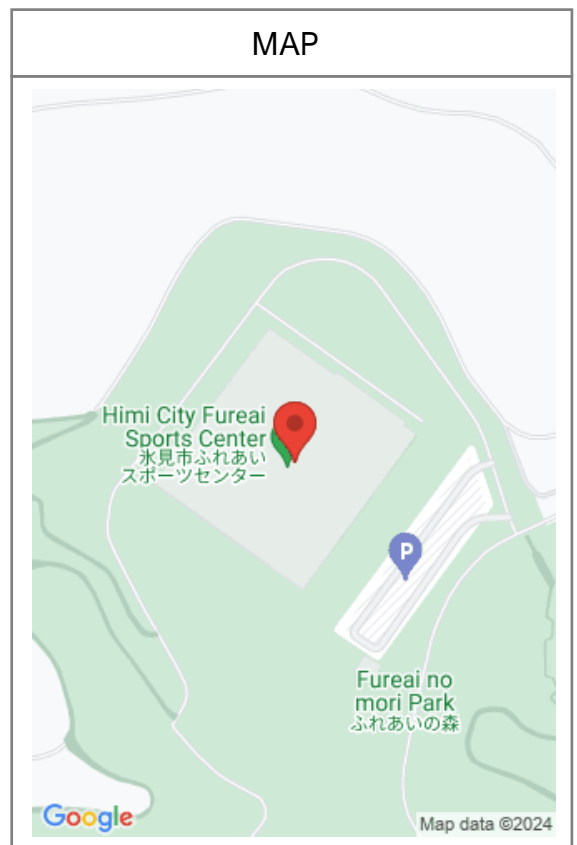 MAP
Himi City Fureai
Sports Center
氷見市ふれあい
スポーツセンター
P
Fureai no
mori Park
ふれあいの森
Google
Map data ©2024